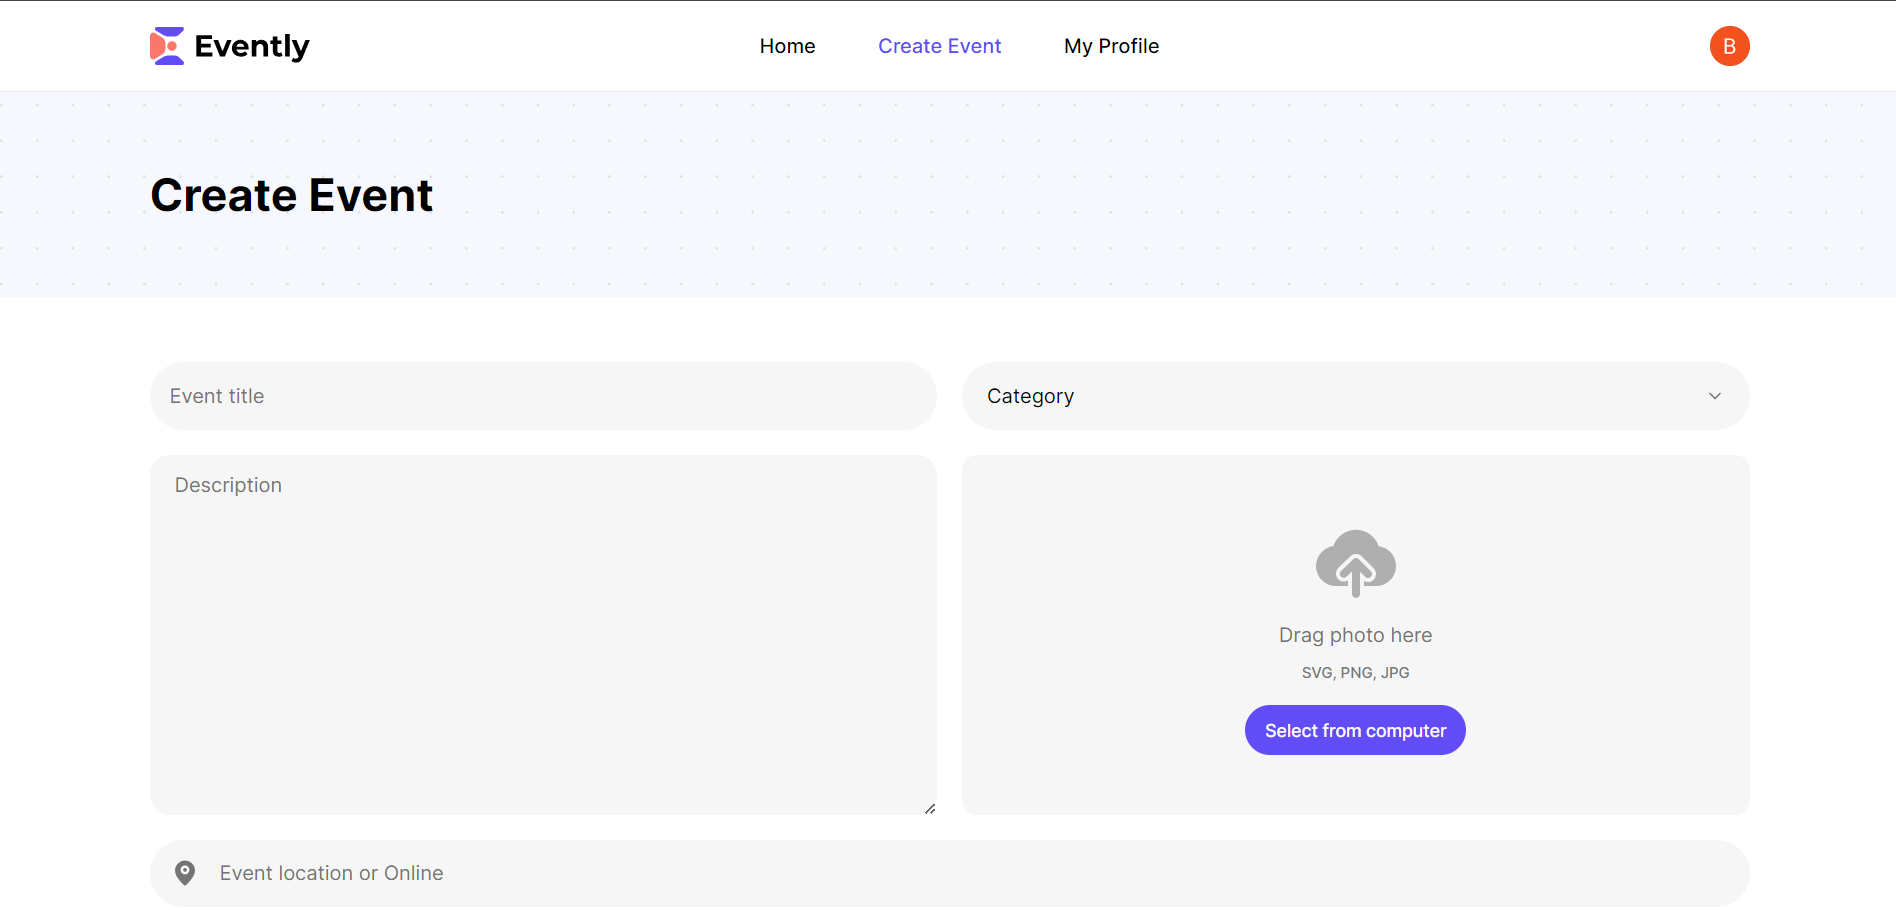 Evently
Home
Create Event
My Profile
B
Create Event
Event title
Category
Description
Drag photo here
SVG, PNG, JPG
Select from computer
Event location or Online